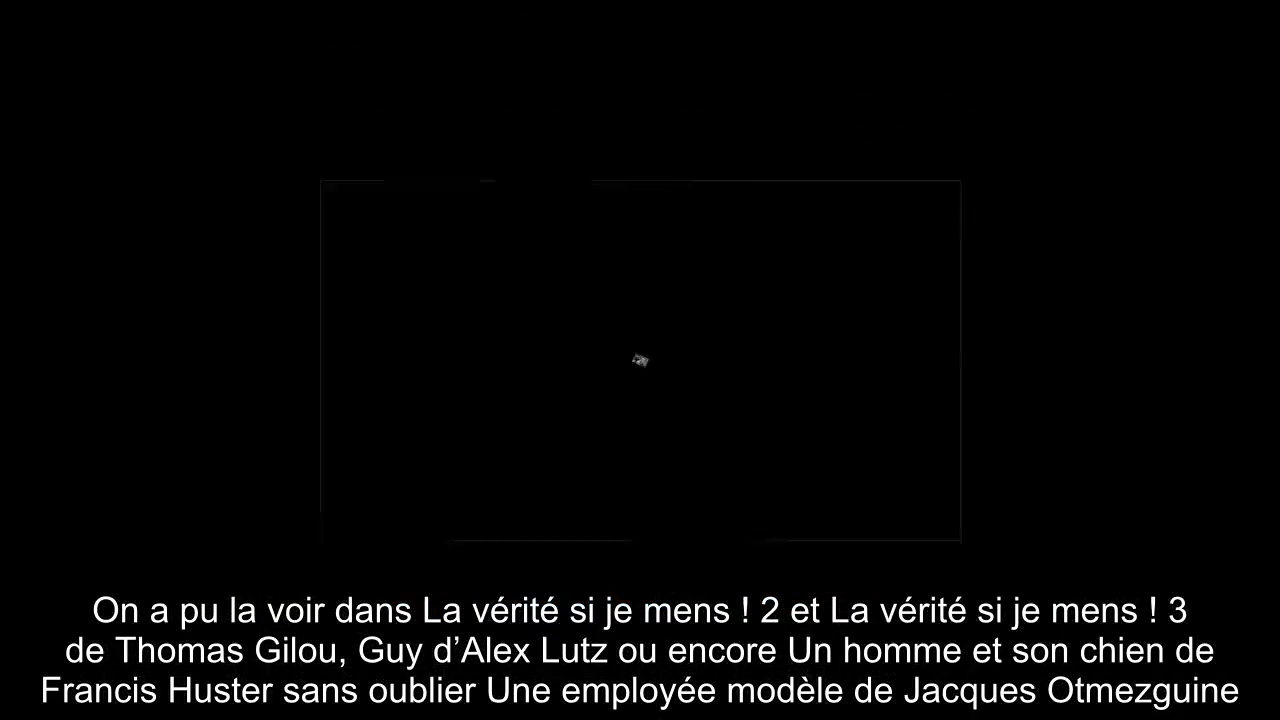 On a pu la voir dans La vérité si je mens ! 2 et La vérité si je mens ! 3
de Thomas Gilou, Guy d’Alex Lutz ou encore Un homme et son chien de
Francis Huster sans oublier Une employée modèle de Jacques Otmezguine